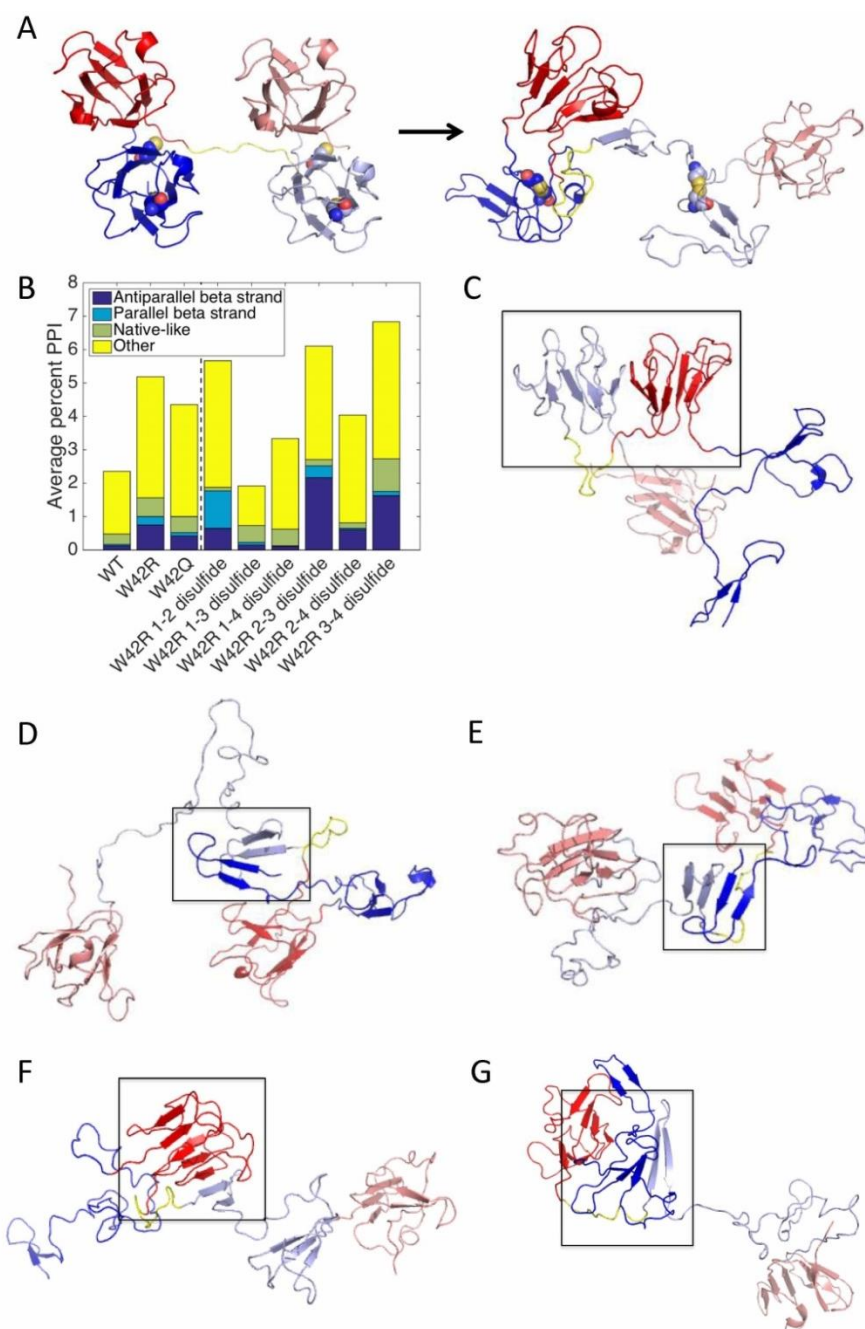 A
B
8
7
6
5
4
3
2
1
0
Average percent PPI
Antiparallel beta strand
Parallel beta strand
Native-like
Other
WT
W42R
W42Q
W42R 1-2 disulfide
W42R 1-3 disulfide
W42R 1-4 disulfide
W42R 2-3 disulfide
W42R 2-4 disulfide
W42R 3-4 disulfide
C
D
E
F
G